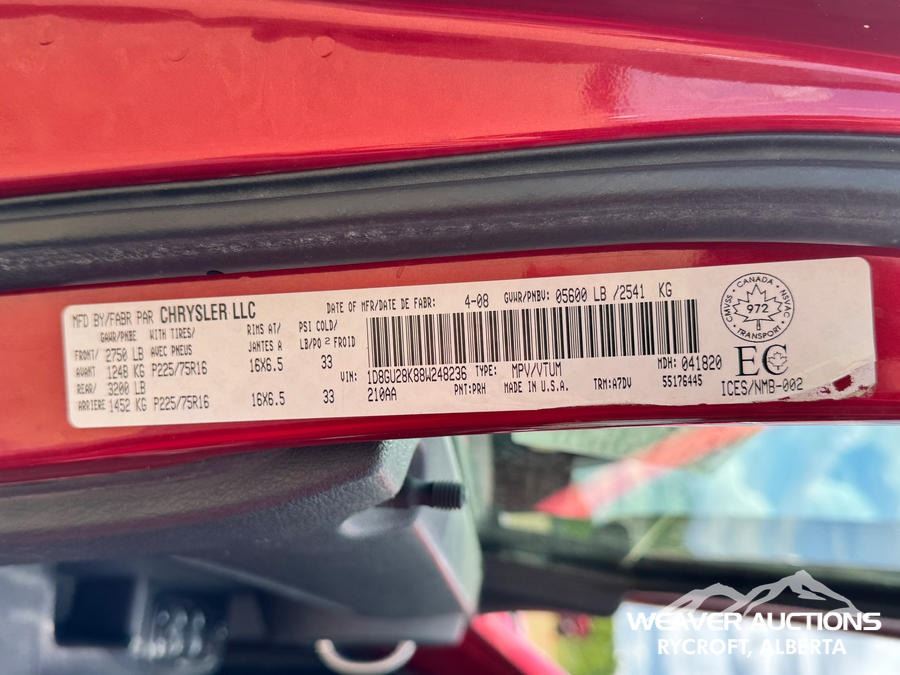 MFD BY/FABR PAR CHRYSLER LLC
DATE OF MFR/DATE DE FABR: 4-08 GVWR/PNBV: 05600 LB /2541 KG
GAWR/PNBE WITH TIRES/ RIMS AT/ PSI COLD/
AVEC PNEUS JANTES A LB/PO2 FROID
FRONT/ 2750 LB
AVANT 1248 KG P225/75R16 16X6.5 33
REAR/ 3200 LB
ARRIERE 1452 KG P225/75R16 16X6.5 33
VIN: 1D8GU28K88W248236 TYPE: MPV/VTUM MDH: 041820
210AA PNT:PRH MADE IN U.S.A. TRM:A7DV 55176445
CANADA
CMVSS NSVAC
972
TRANSPORT
EC
ICES/NMB-002
WEAVER AUCTIONS
RYCROFT, ALBERTA